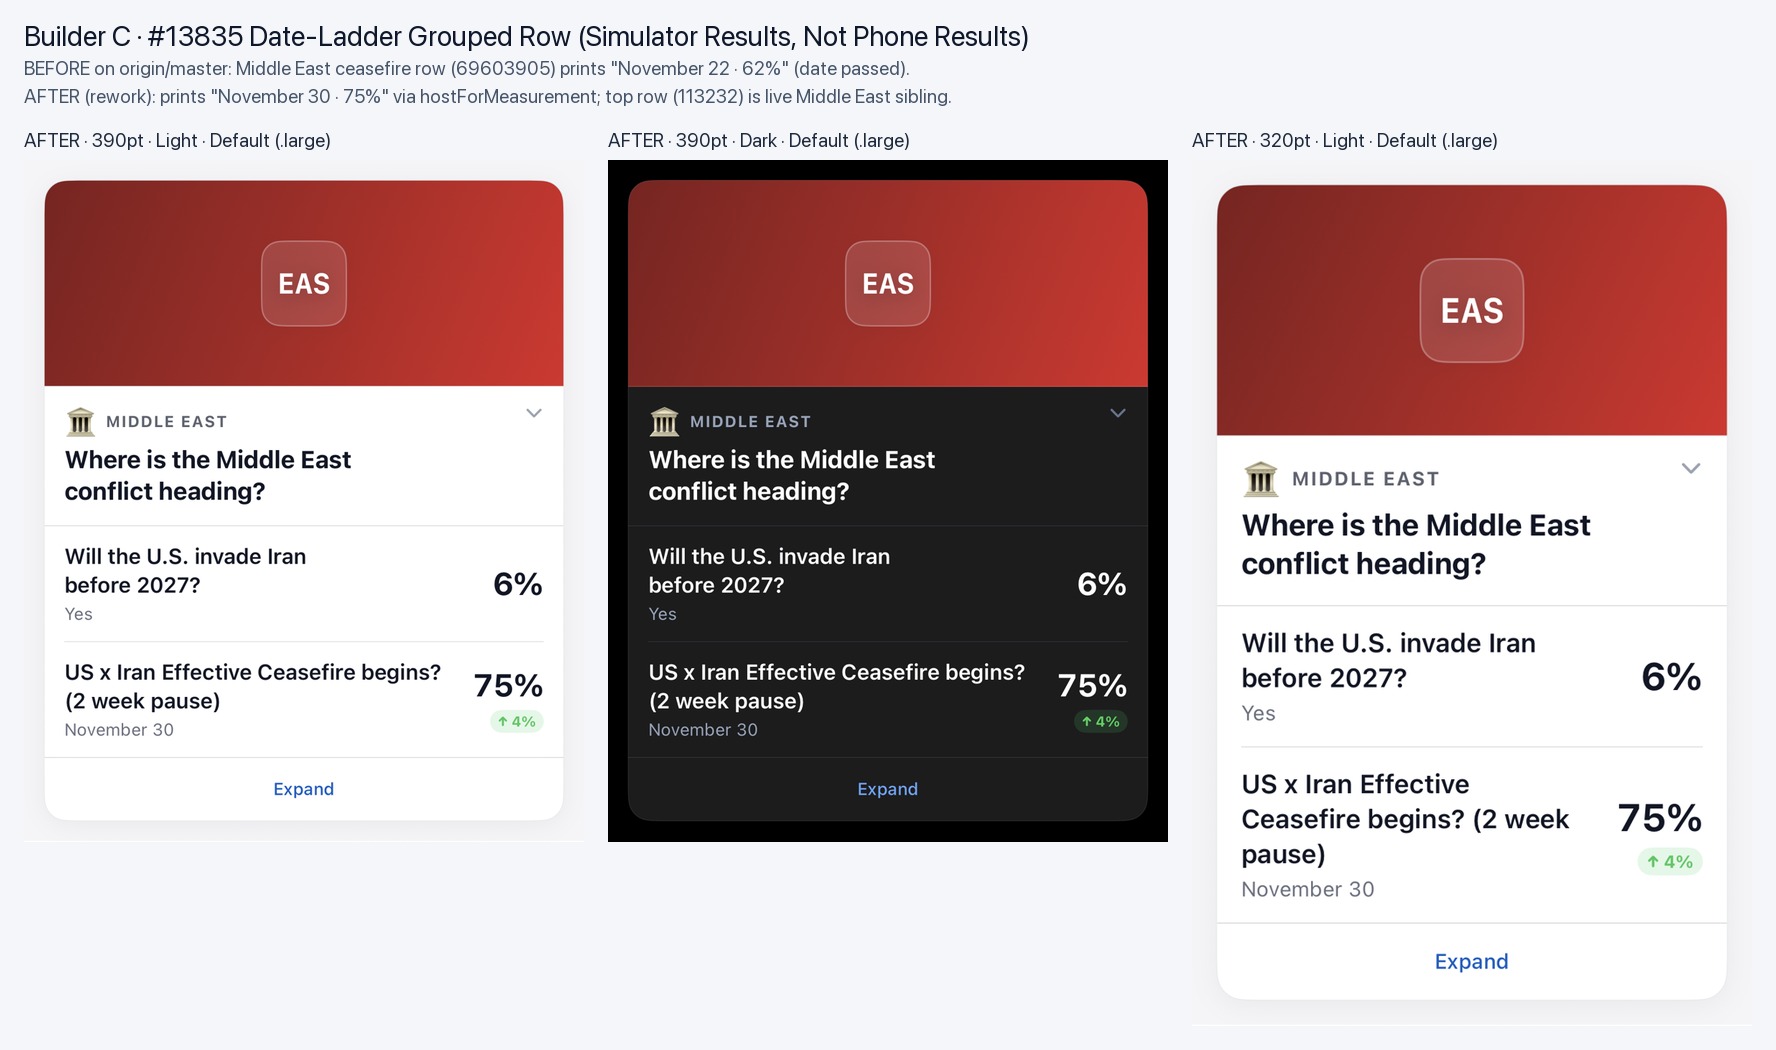 Builder C · #13835 Date-Ladder Grouped Row (Simulator Results, Not Phone Results)
BEFORE on origin/master: Middle East ceasefire row (69603905) prints "November 22 · 62%" (date passed).
AFTER (rework): prints "November 30 · 75%" via hostForMeasurement; top row (113232) is live Middle East sibling.
AFTER · 390pt · Light · Default (.large)
EAS
MIDDLE EAST
Where is the Middle East
conflict heading?
Will the U.S. invade Iran
before 2027?
6%
Yes
US x Iran Effective Ceasefire begins?
(2 week pause)
75%
↑ 4%
November 30
Expand
AFTER · 390pt · Dark · Default (.large)
EAS
MIDDLE EAST
Where is the Middle East
conflict heading?
Will the U.S. invade Iran
before 2027?
6%
Yes
US x Iran Effective Ceasefire begins?
(2 week pause)
75%
↑ 4%
November 30
Expand
AFTER · 320pt · Light · Default (.large)
EAS
MIDDLE EAST
Where is the Middle East
conflict heading?
Will the U.S. invade Iran
before 2027?
6%
Yes
US x Iran Effective
Ceasefire begins? (2 week
pause)
75%
↑ 4%
November 30
Expand